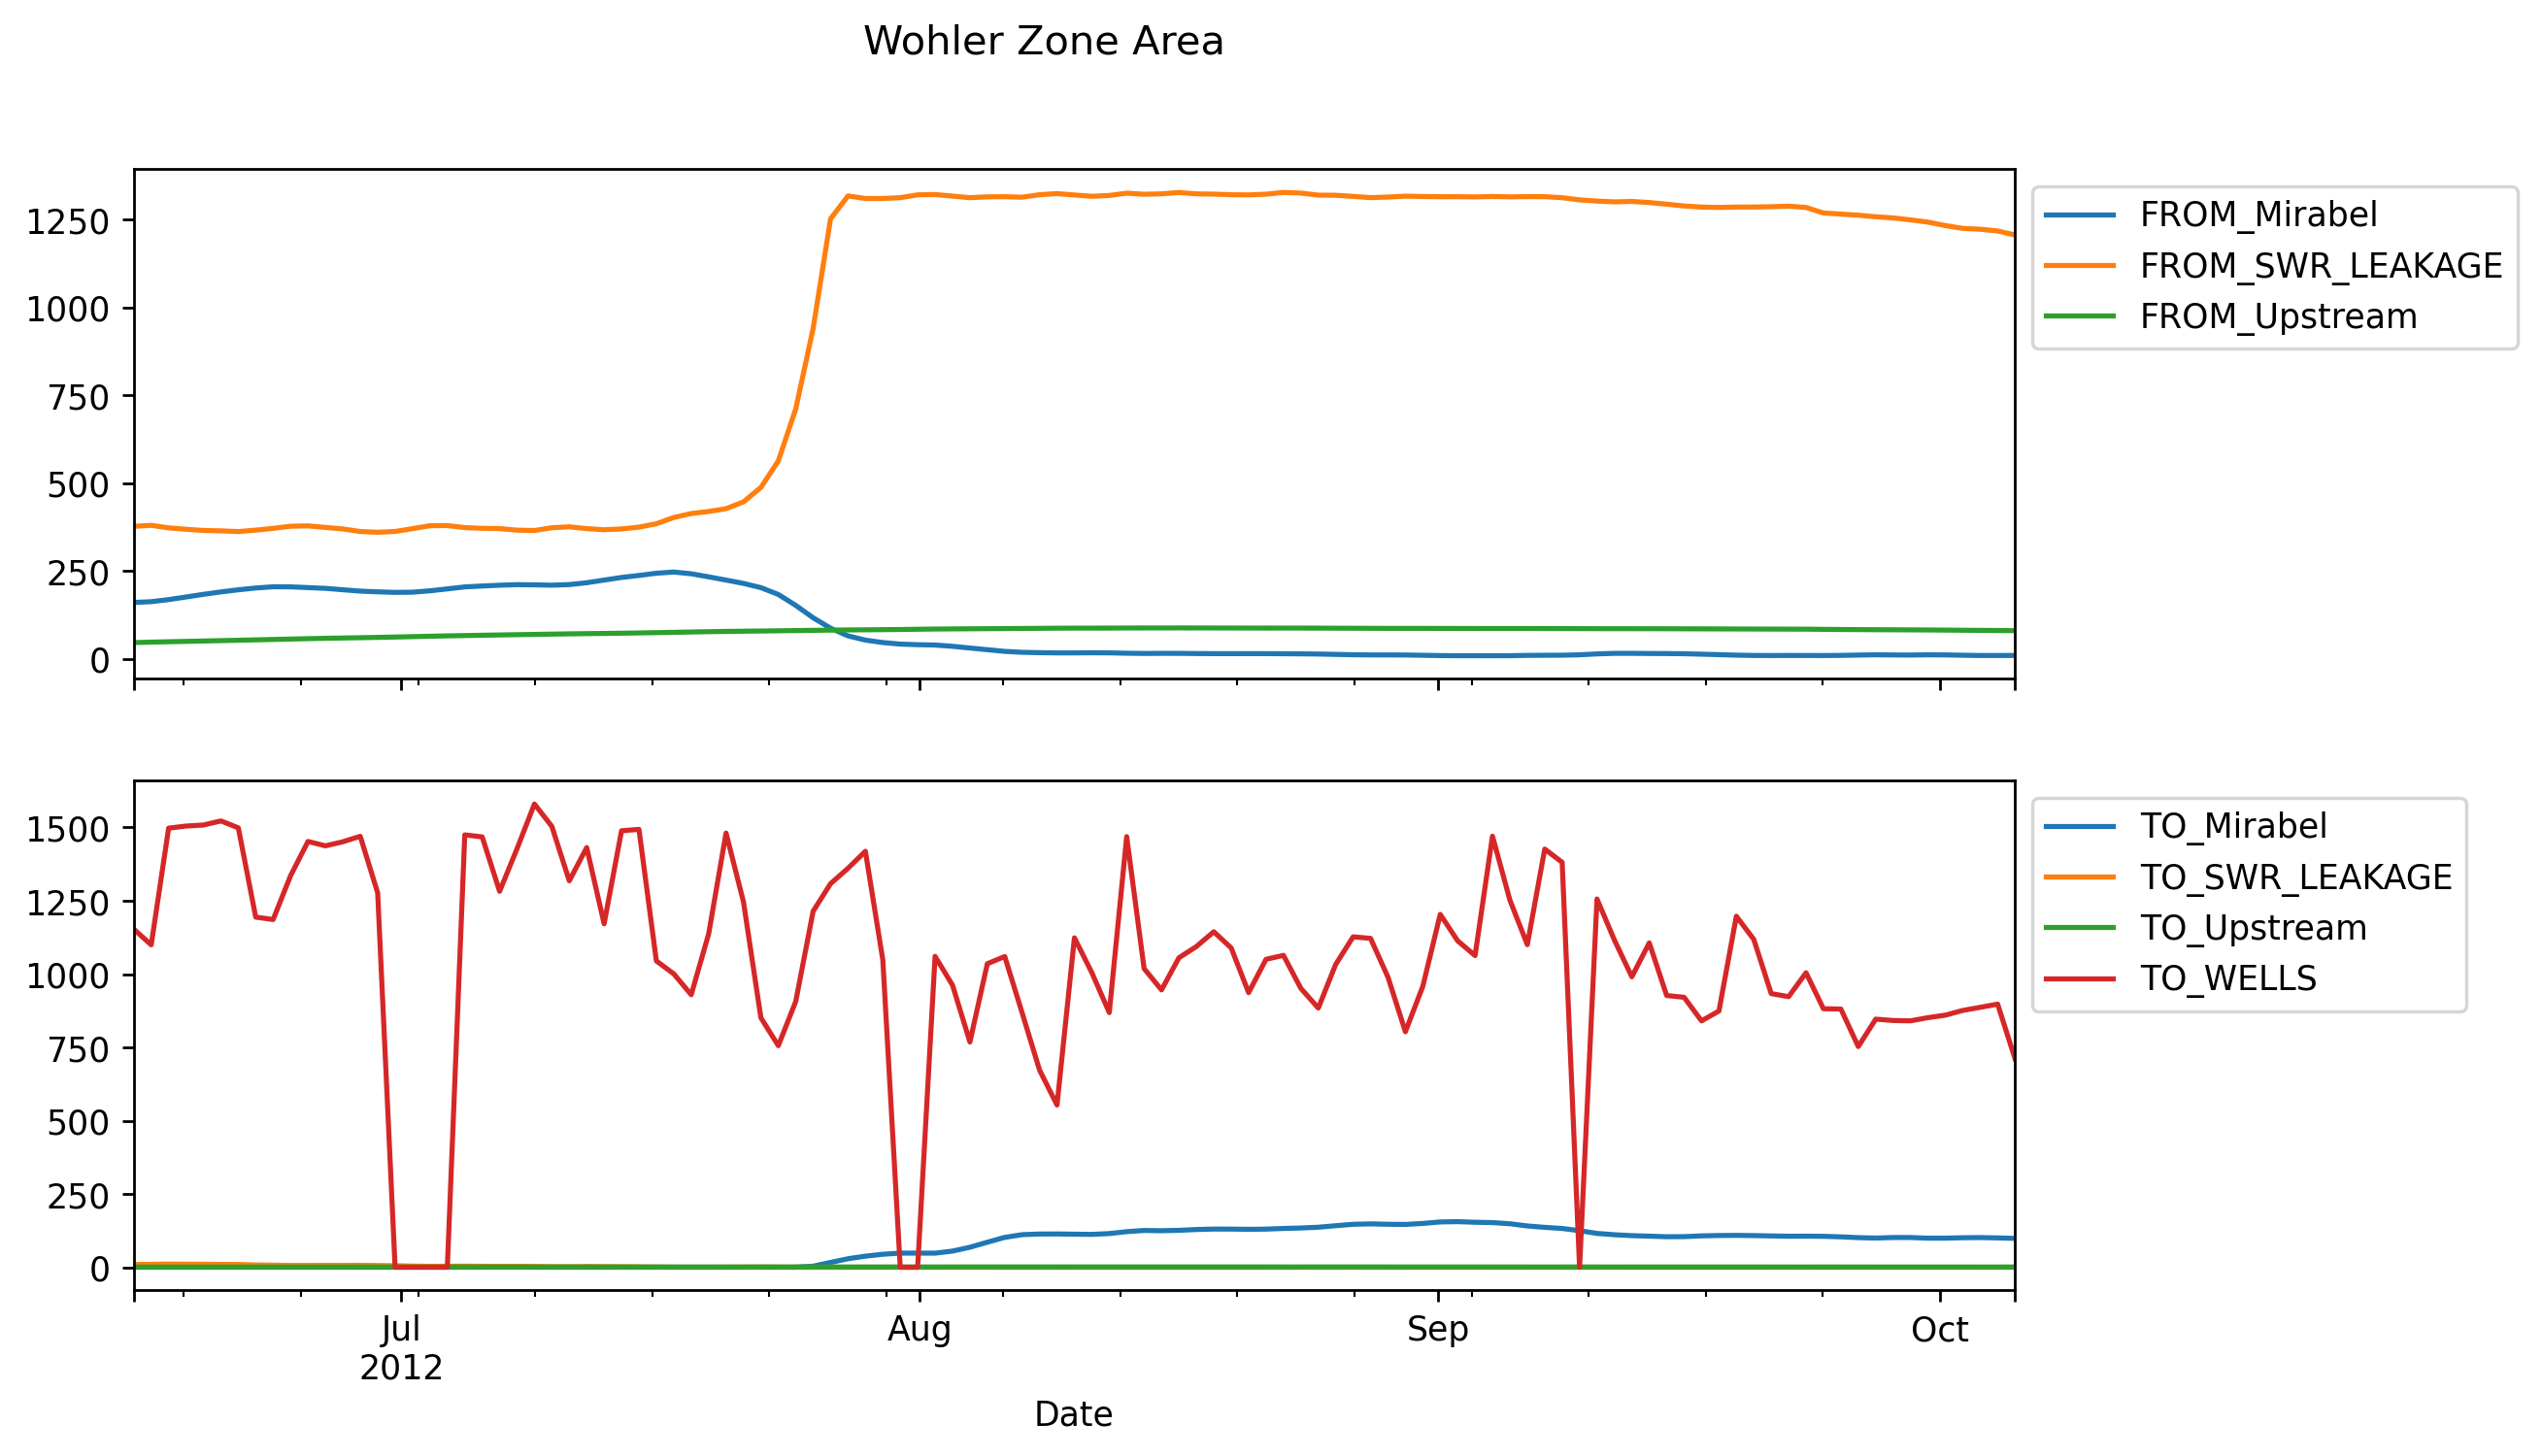 Wohler Zone Area
1250
1000
750
500
250
0
FROM_Mirabel
FROM_SWR_LEAKAGE
FROM_Upstream
1500
1250
1000
750
500
250
0
TO_Mirabel
TO_SWR_LEAKAGE
TO_Upstream
TO_WELLS
Jul Aug Sep Oct
2012
Date